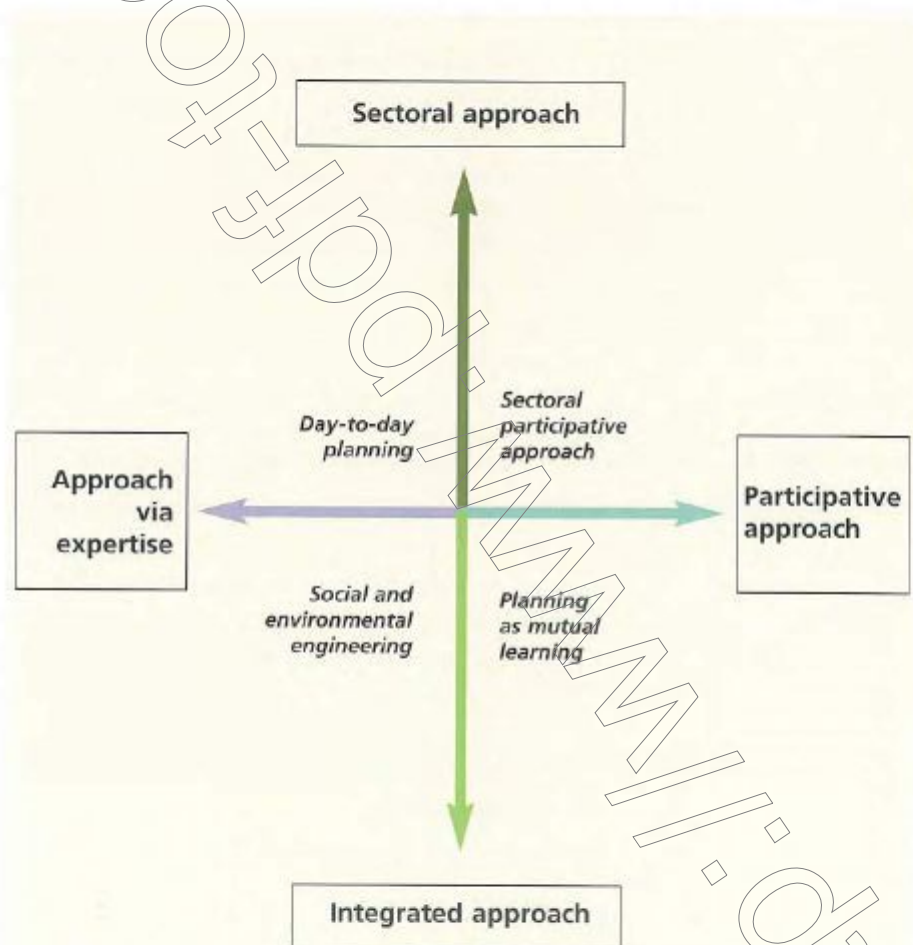 Sectoral approach
Day-to-day
planning
Sectoral
participative
approach
Approach
via
expertise
Participative
approach
Social and
environmental
engineering
Planning
as mutual
learning
Integrated approach